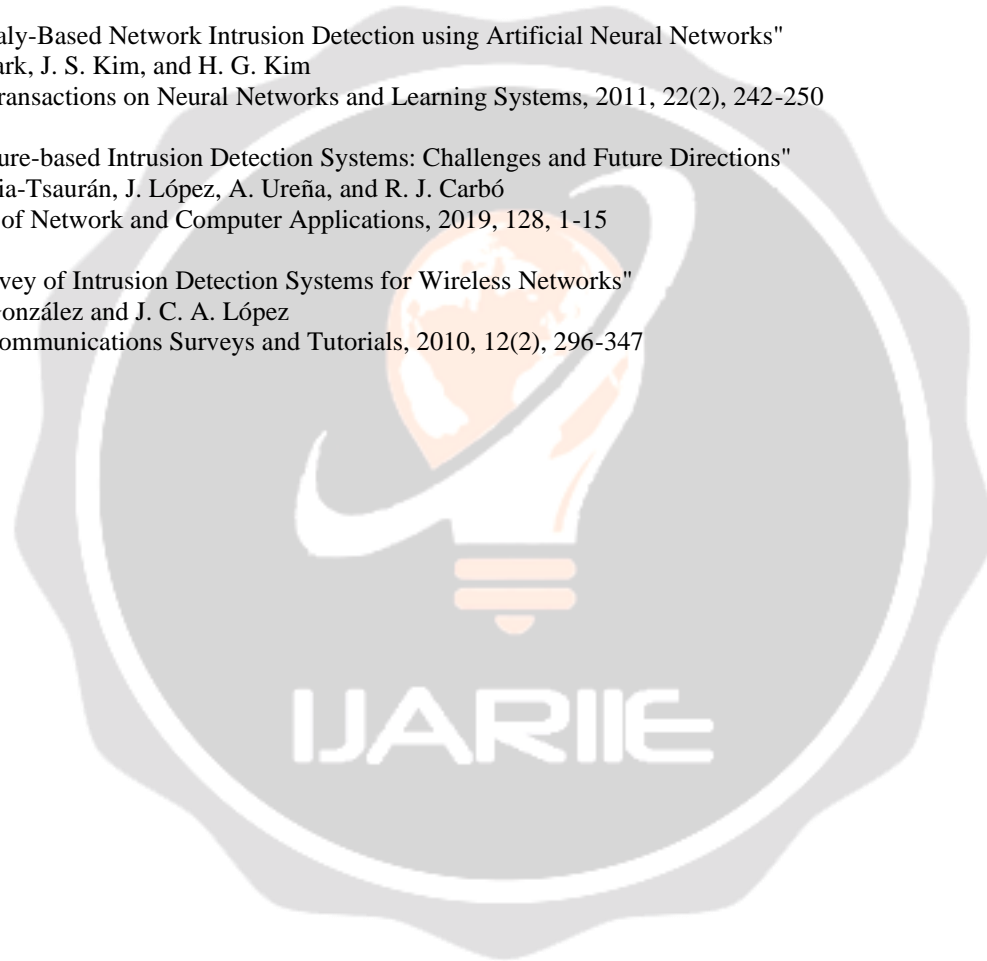 aly-Based Network Intrusion Detection using Artificial Neural Networks"
ark, J. S. Kim, and H. G. Kim
ransactions on Neural Networks and Learning Systems, 2011, 22(2), 242-250
ure-based Intrusion Detection Systems: Challenges and Future Directions"
ia-Tsaurán, J. López, A. Ureña, and R. J. Carbó
of Network and Computer Applications, 2019, 128, 1-15
vey of Intrusion Detection Systems for Wireless Networks"
González and J. C. A. López
ommunications Surveys and Tutorials, 2010, 12(2), 296-347
IJARIIE